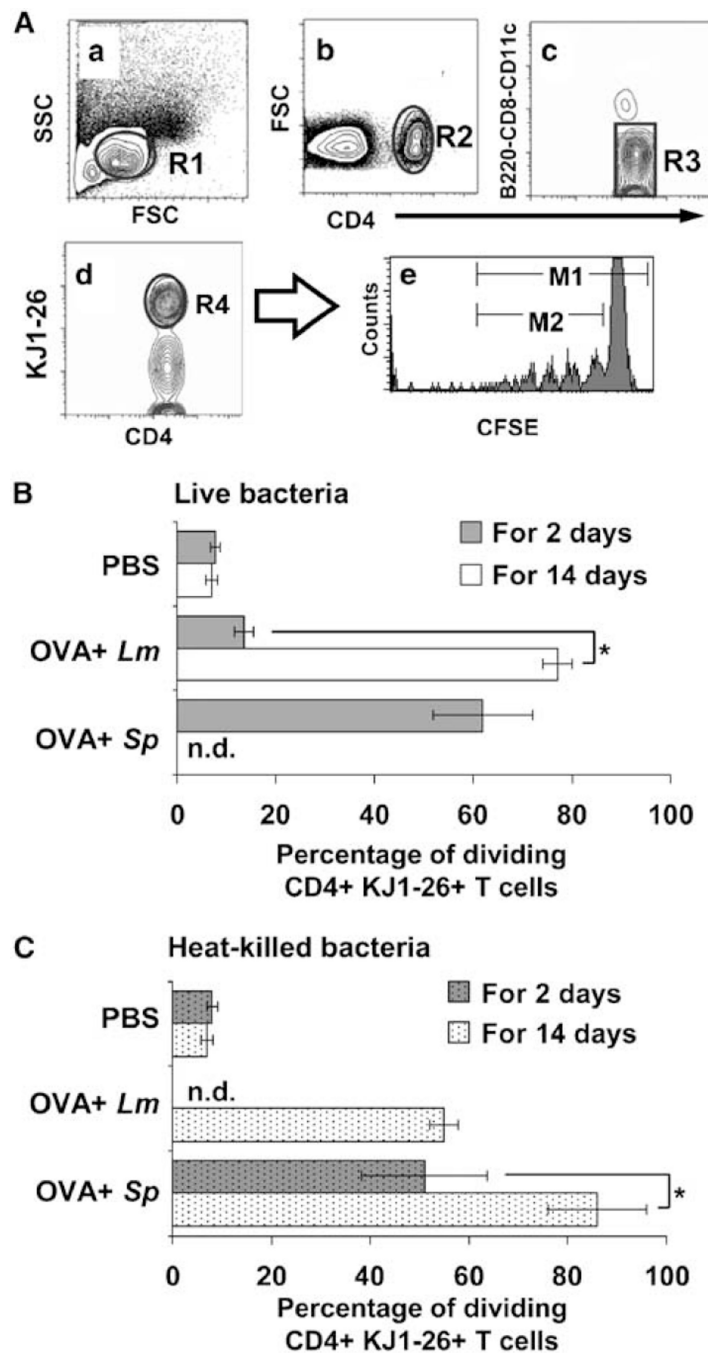 A
a
SSC
R1
FSC
b
FSC
R2
CD4
c
B220-CD8-CD11c
R3
d
KJ1-26
R4
CD4
e
Counts
M1
M2
CFSE
B Live bacteria
For 2 days
For 14 days
PBS
OVA+ Lm
*
OVA+ Sp
n.d.
0 20 40 60 80 100
Percentage of dividing
CD4+ KJ1-26+ T cells
C Heat-killed bacteria
For 2 days
For 14 days
PBS
n.d.
OVA+ Lm
OVA+ Sp
*
0 20 40 60 80 100
Percentage of dividing
CD4+ KJ1-26+ T cells